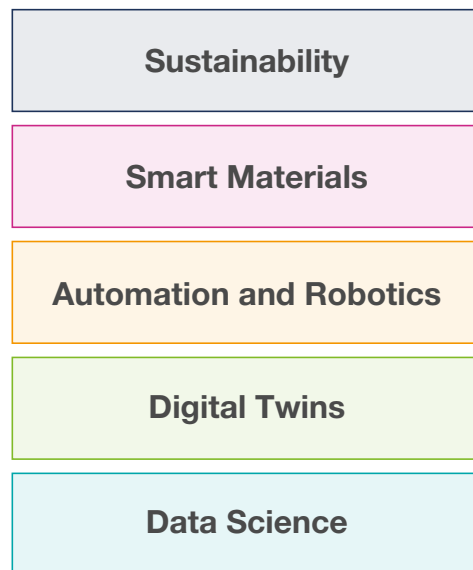 Sustainability
Smart Materials
Automation and Robotics
Digital Twins
Data Science